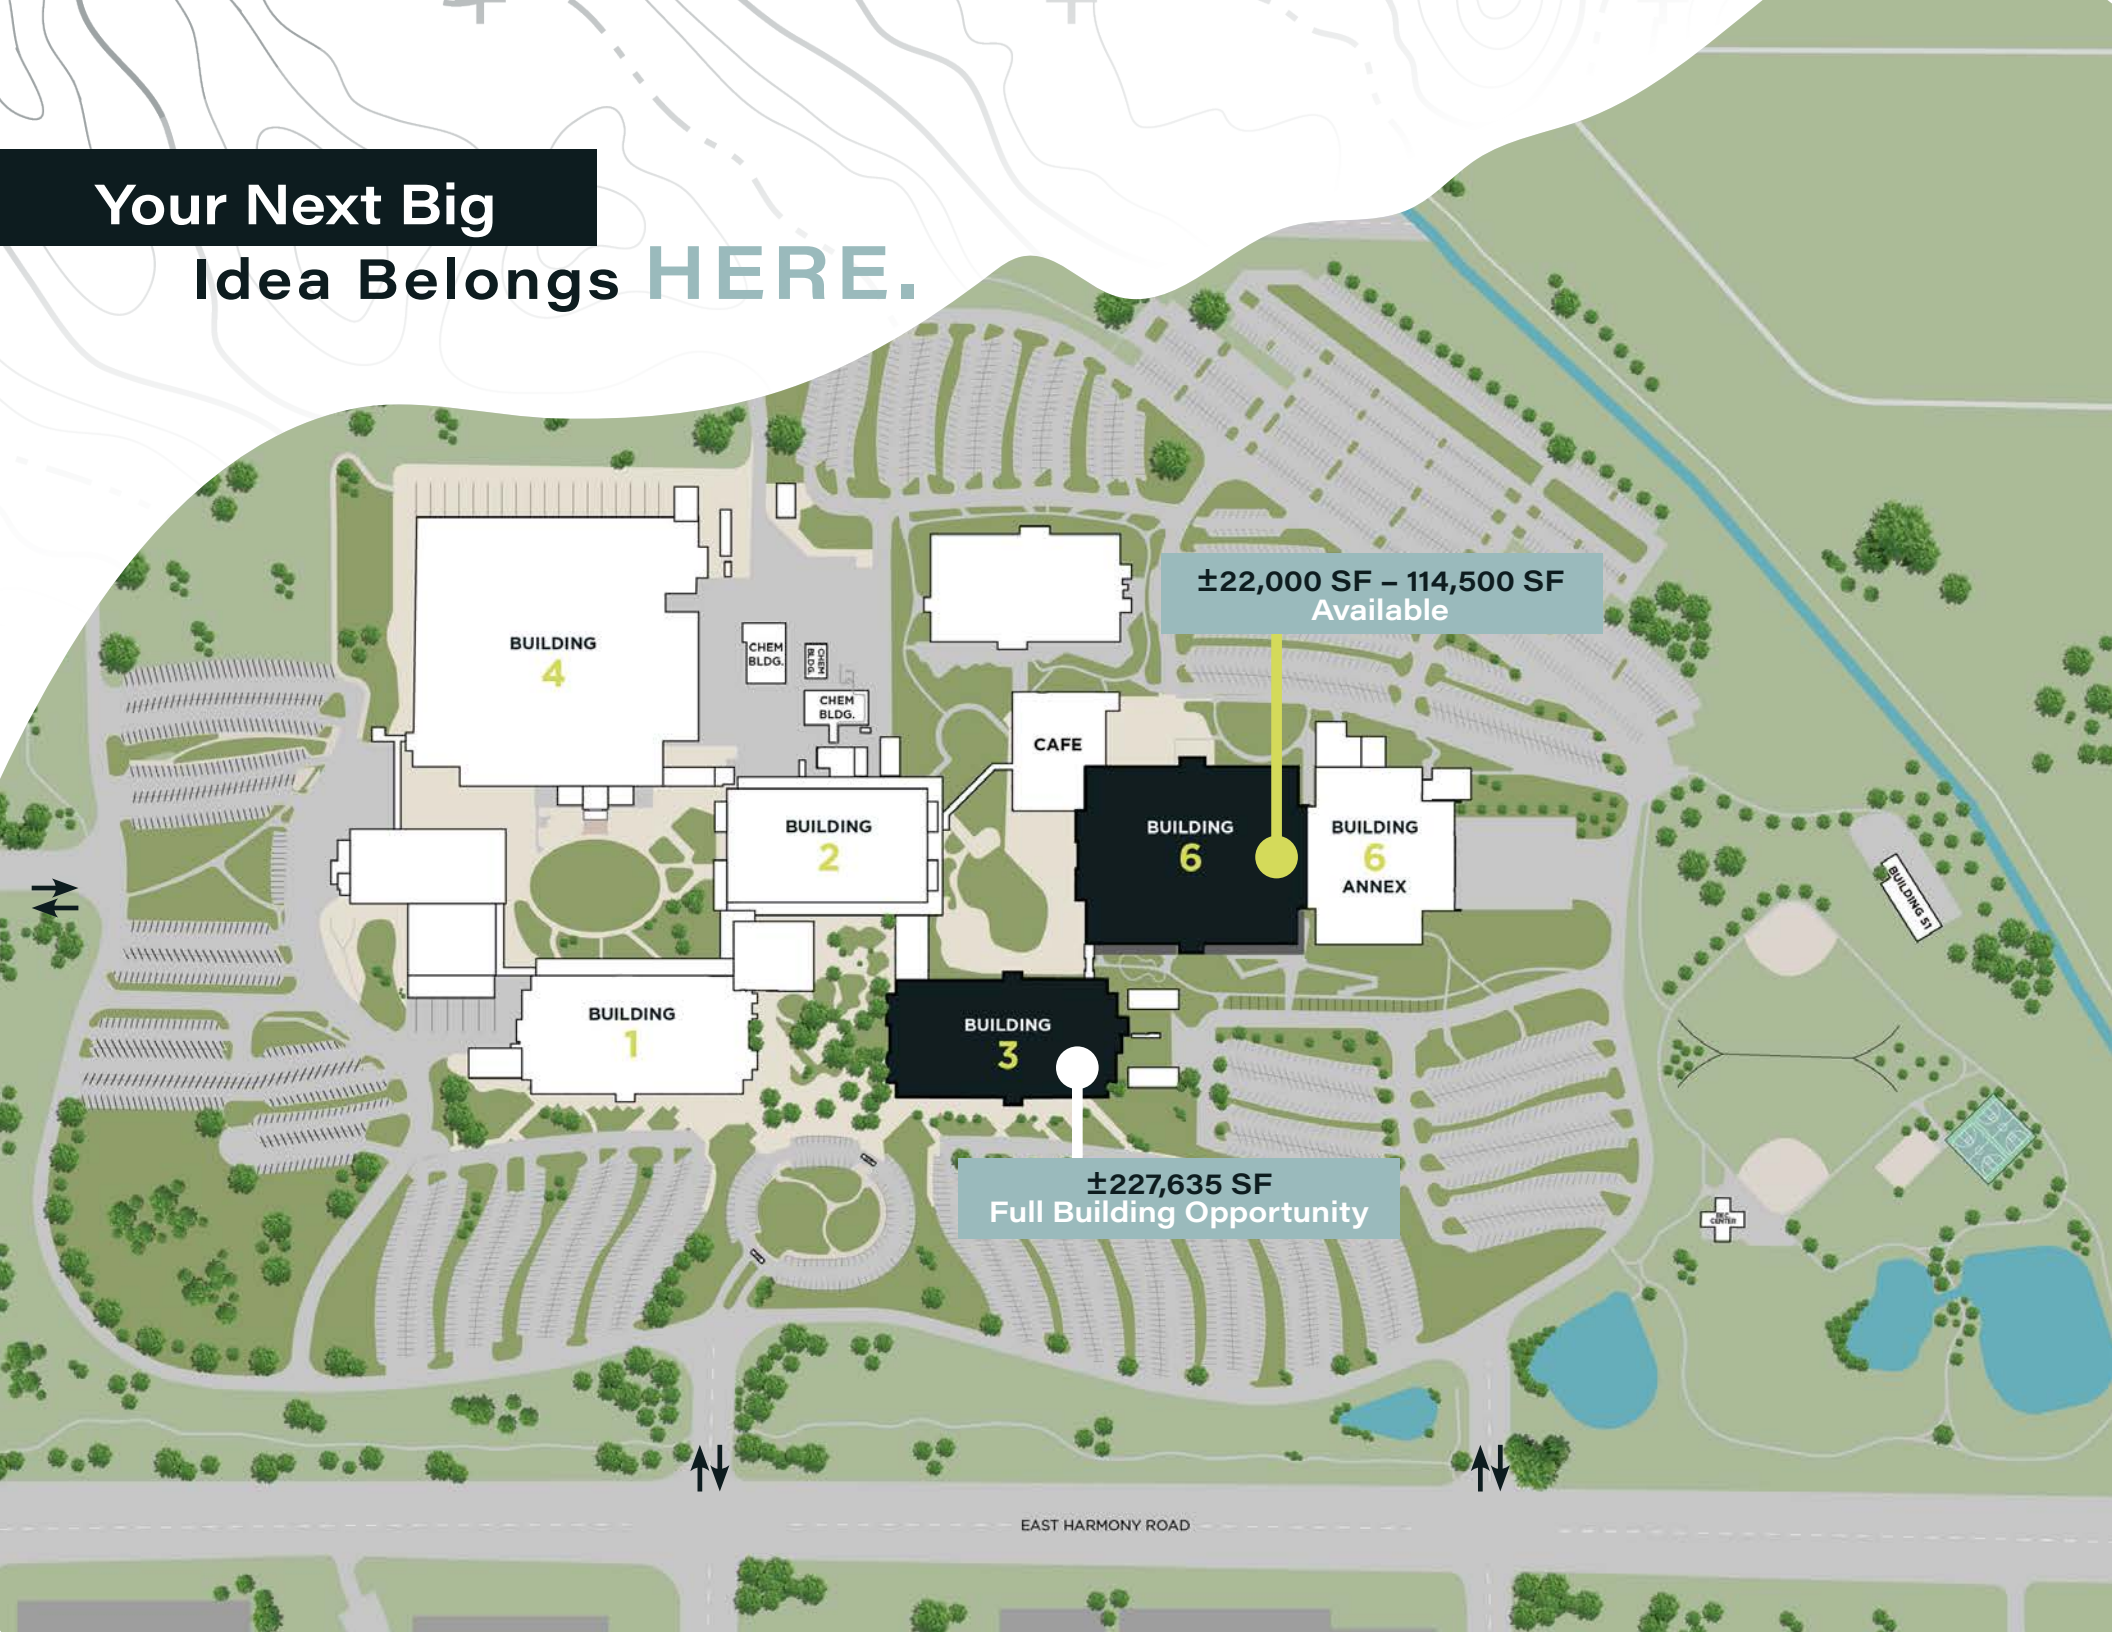 Your Next Big
Idea Belongs HERE.
±22,000 SF – 114,500 SF
Available
BUILDING
4
CHEM
BLDG.
CHEM
BLDG.
CHEM
BLDG.
CAFE
BUILDING
2
BUILDING
6
BUILDING
6
ANNEX
BUILDING 51
BUILDING
1
BUILDING
3
±227,635 SF
Full Building Opportunity
REC
CENTER
EAST HARMONY ROAD